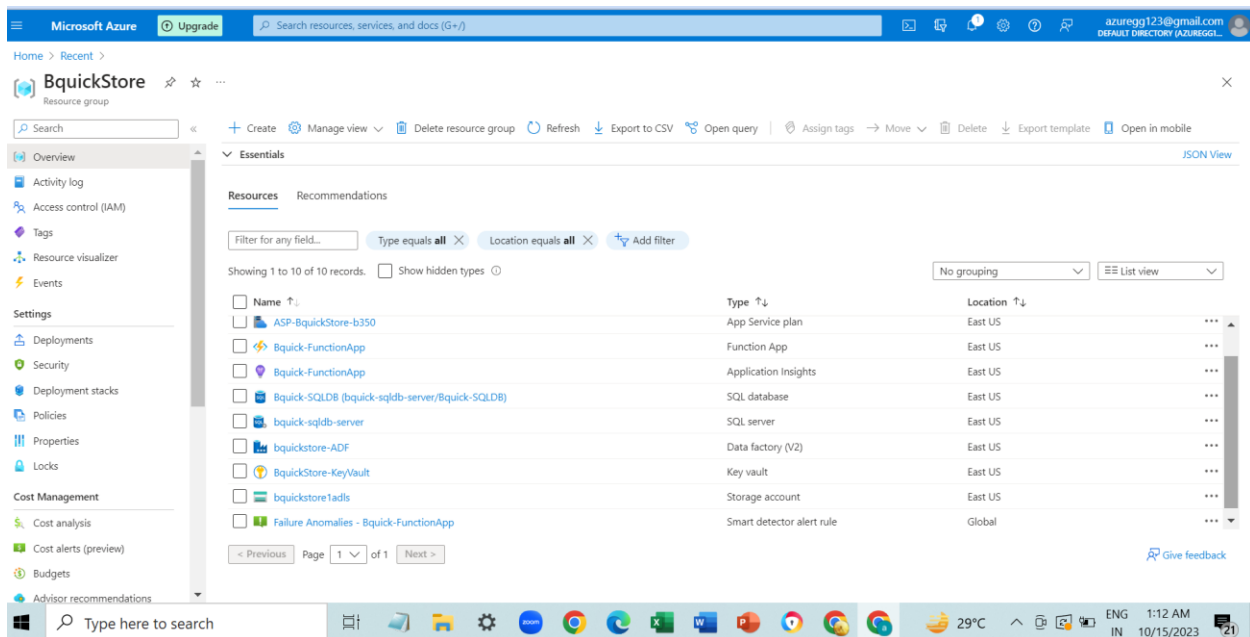 Microsoft Azure
Upgrade
Search resources, services, and docs (G+/)
1
azuregg123@gmail.com
DEFAULT DIRECTORY (AZUREGG1...
Home > Recent >
BquickStore
Resource group
Search
Create
Manage view
Delete resource group
Refresh
Export to CSV
Open query
Assign tags
Move
Delete
Export template
Open in mobile
Overview
Activity log
Access control (IAM)
Tags
Resource visualizer
Events
Settings
Deployments
Security
Deployment stacks
Policies
Properties
Locks
Cost Management
Cost analysis
Cost alerts (preview)
Budgets
Advisor recommendations
Essentials
JSON View
Resources Recommendations
Filter for any field...
Type equals all
Location equals all
Add filter
Showing 1 to 10 of 10 records.
Show hidden types
No grouping
List view
Name Type Location
ASP-BquickStore-b350 App Service plan East US
Bquick-FunctionApp Function App East US
Bquick-FunctionApp Application Insights East US
Bquick-SQLDB (bquick-sqldb-server/Bquick-SQLDB) SQL database East US
bquick-sqldb-server SQL server East US
bquickstore-ADF Data factory (V2) East US
BquickStore-KeyVault Key vault East US
bquickstore1adls Storage account East US
Failure Anomalies - Bquick-FunctionApp Smart detector alert rule Global
< Previous Page 1 of 1 Next >
Give feedback
Type here to search
zoom
29°C
ENG
IN
1:12 AM
10/15/2023
21